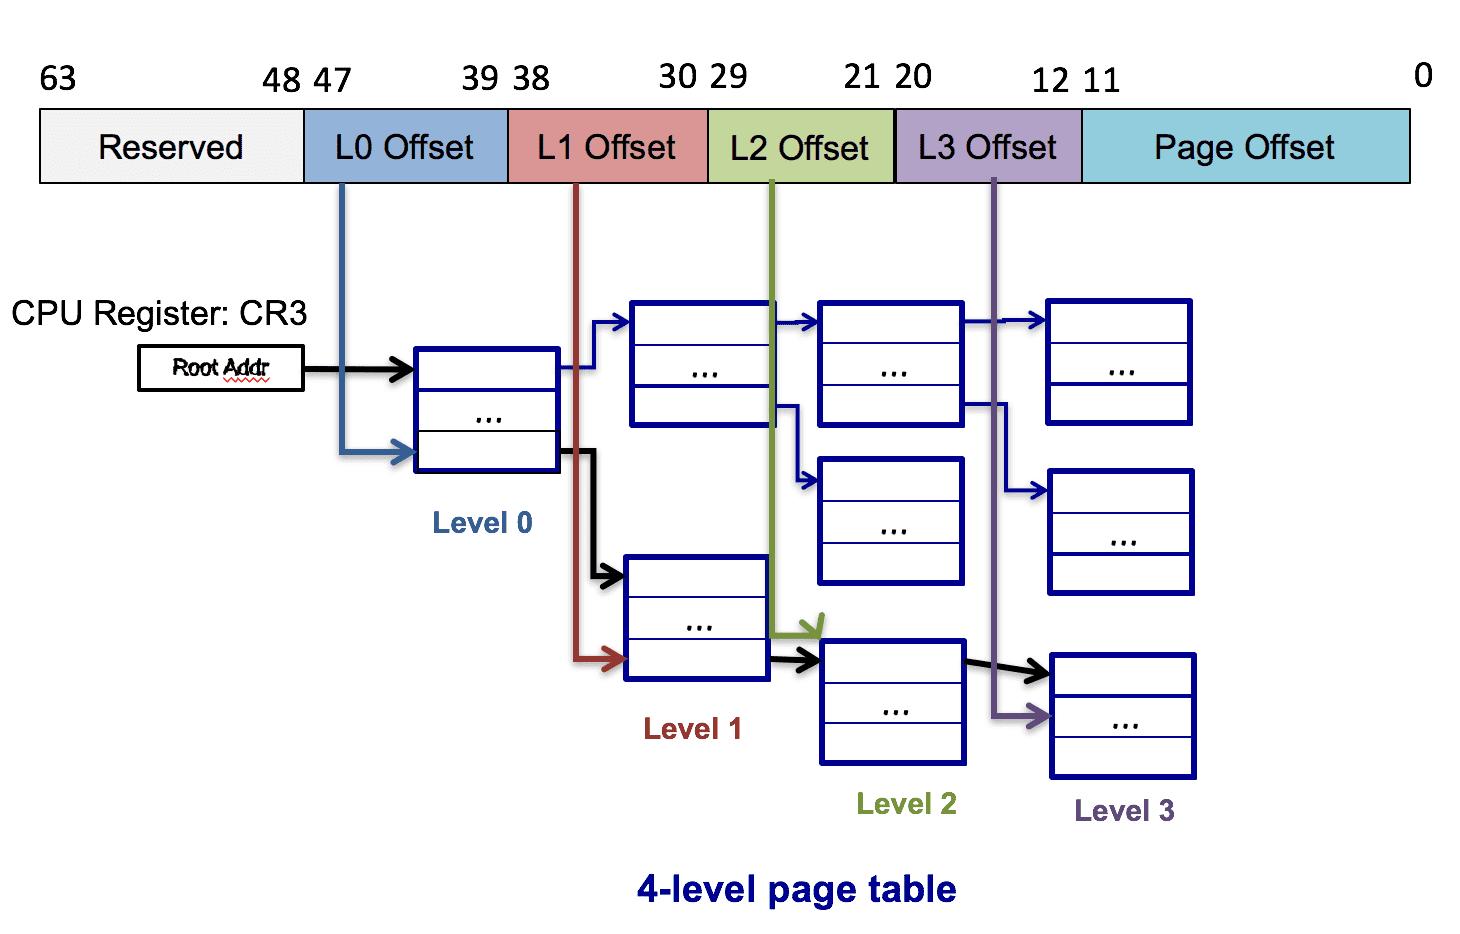 63 48 47 39 38 30 29 21 20 12 11 0
Reserved L0 Offset L1 Offset L2 Offset L3 Offset Page Offset
CPU Register: CR3
Root Addr
...
...
...
...
...
...
...
...
...
Level 0
Level 1
Level 2
Level 3
4-level page table